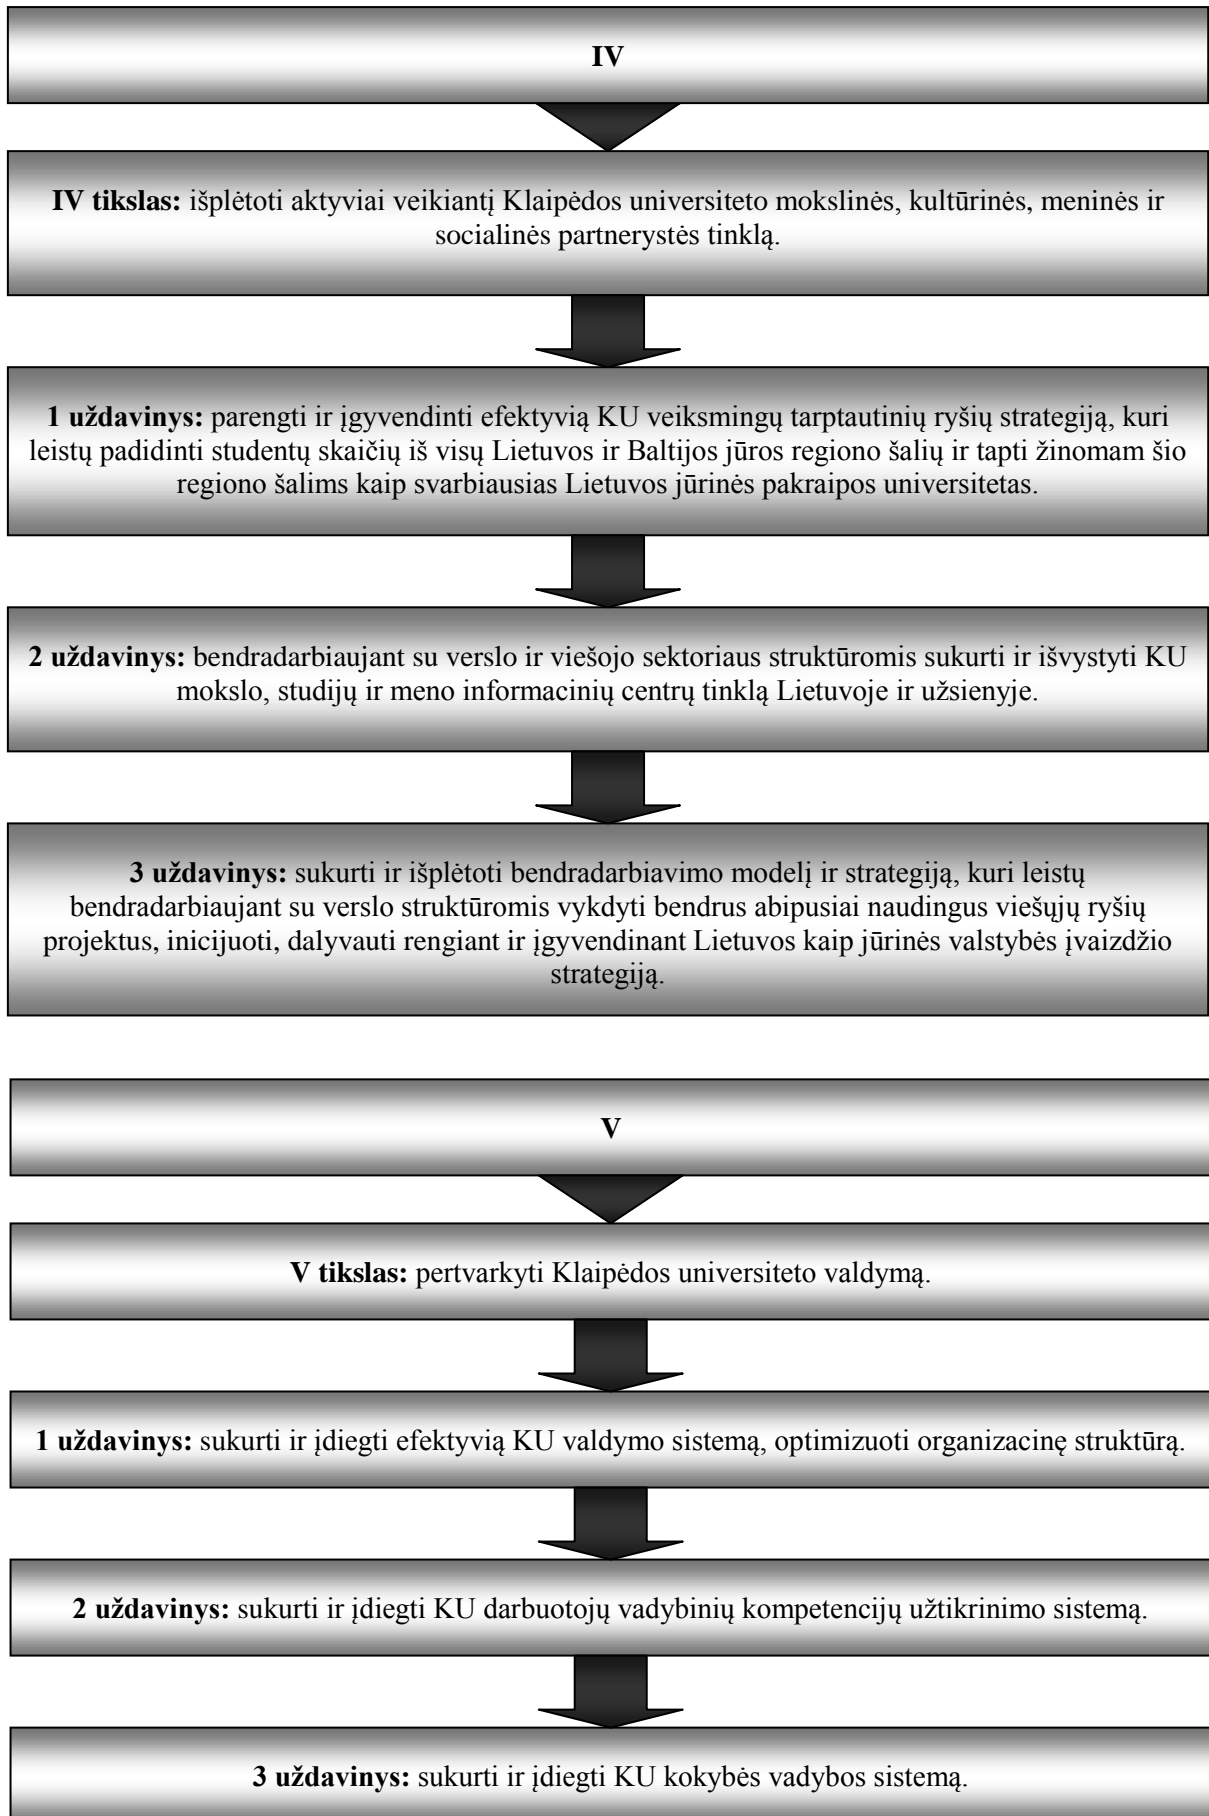 IV
IV tikslas: išplėtoti aktyviai veikiantį Klaipėdos universiteto mokslinės, kultūrinės, meninės ir
socialinės partnerystės tinklą.
1 uždavinys: parengti ir įgyvendinti efektyvią KU veiksmingų tarptautinių ryšių strategiją, kuri
leistų padidinti studentų skaičių iš visų Lietuvos ir Baltijos jūros regiono šalių ir tapti žinomam šio
regiono šalims kaip svarbiausias Lietuvos jūrinės pakraipos universitetas.
2 uždavinys: bendradarbiaujant su verslo ir viešojo sektoriaus struktūromis sukurti ir išvystyti KU
mokslo, studijų ir meno informacinių centrų tinklą Lietuvoje ir užsienyje.
3 uždavinys: sukurti ir išplėtoti bendradarbiavimo modelį ir strategiją, kuri leistų
bendradarbiaujant su verslo struktūromis vykdyti bendrus abipusiai naudingus viešųjų ryšių
projektus, inicijuoti, dalyvauti rengiant ir įgyvendinant Lietuvos kaip jūrinės valstybės įvaizdžio
strategiją.
V
V tikslas: pertvarkyti Klaipėdos universiteto valdymą.
1 uždavinys: sukurti ir įdiegti efektyvią KU valdymo sistemą, optimizuoti organizacinę struktūrą.
2 uždavinys: sukurti ir įdiegti KU darbuotojų vadybinių kompetencijų užtikrinimo sistemą.
3 uždavinys: sukurti ir įdiegti KU kokybės vadybos sistemą.